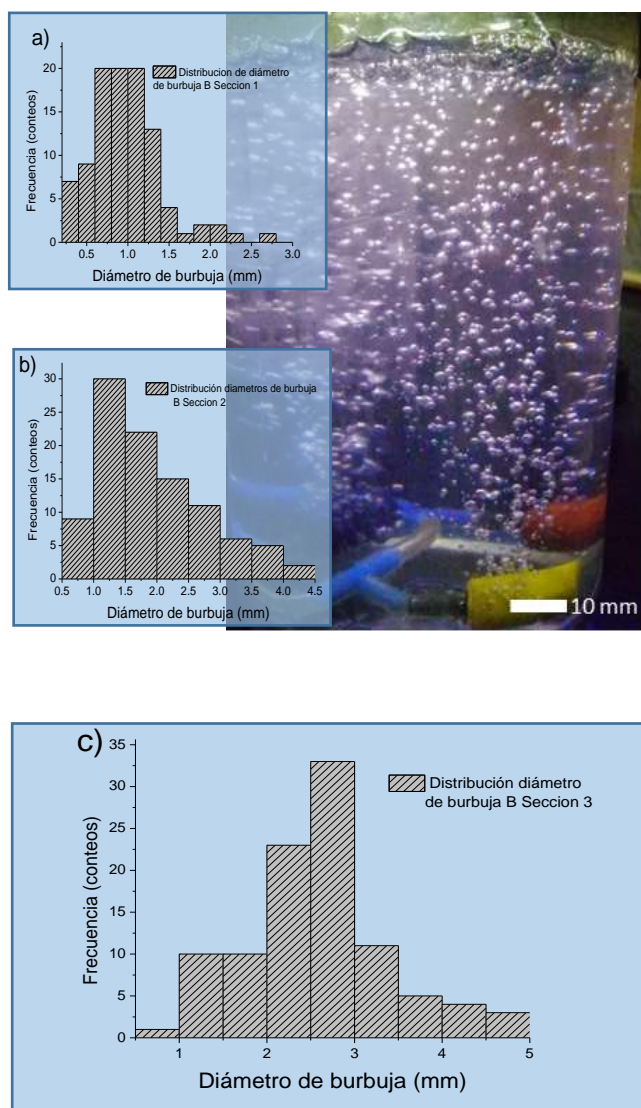 a)
20
15
10
5
0
Frecuencia (conteos)
Distribucion de diámetro
de burbuja B Seccion 1
0.5 1.0 1.5 2.0 2.5 3.0
Diámetro de burbuja (mm)
b)
30
25
20
15
10
5
0
Frecuencia (conteos)
Distribución diametros de burbuja
B Seccion 2
0.5 1.0 1.5 2.0 2.5 3.0 3.5 4.0 4.5
Diámetro de burbuja (mm)
10 mm
c)
35
30
25
20
15
10
5
0
Frecuencia (conteos)
Distribución diámetro
de burbuja B Seccion 3
1 2 3 4 5
Diámetro de burbuja (mm)